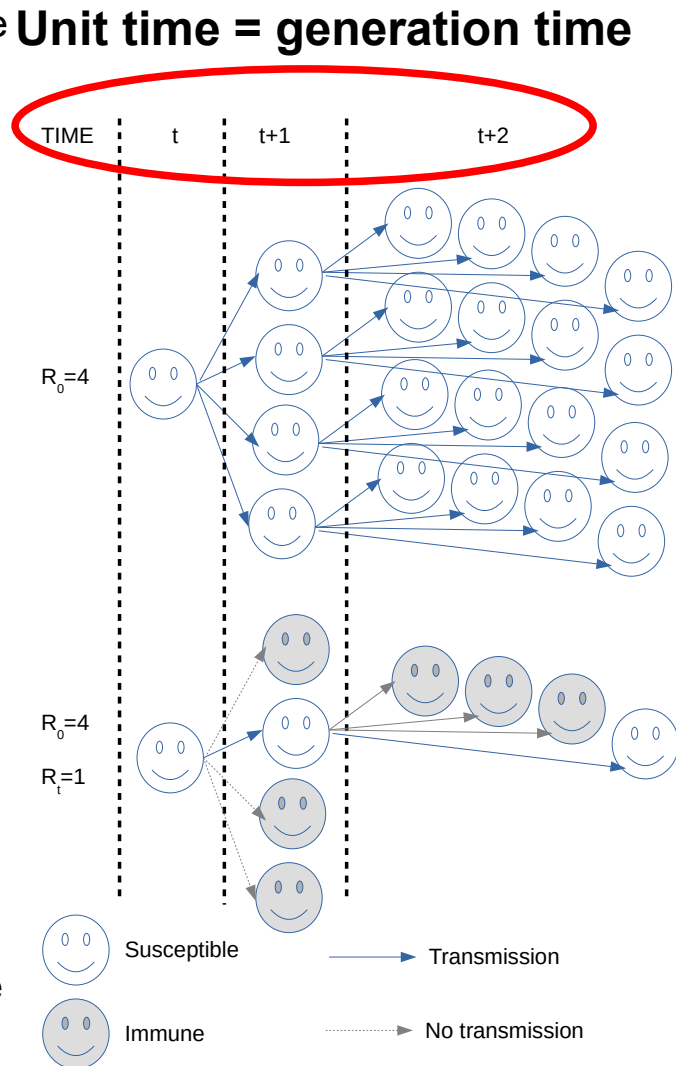 e Unit time = generation time
TIME t t+1 t+2
R₀=4
R₀=4
Rₜ=1
Susceptible
Transmission
e
Immune
No transmission